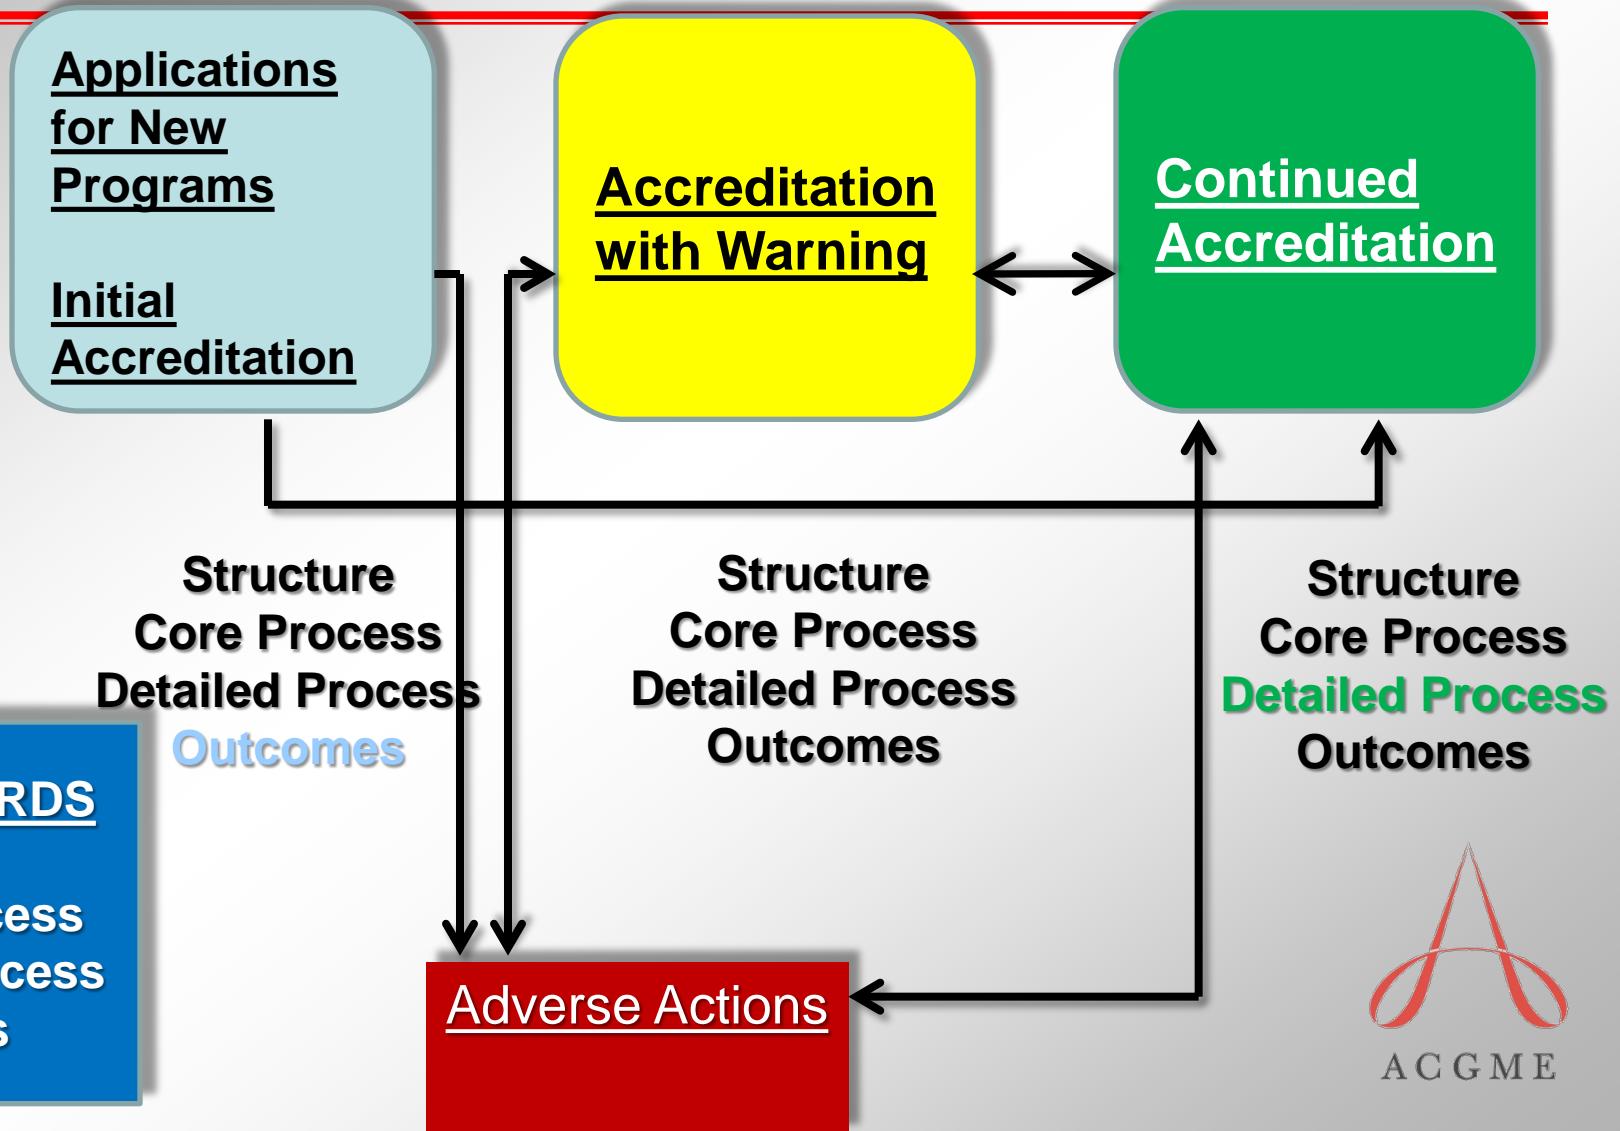 Applications
for New
Programs
Initial
Accreditation
Accreditation
with Warning
Continued
Accreditation
Structure
Core Process
Detailed Process
Outcomes
Structure
Core Process
Detailed Process
Outcomes
Structure
Core Process
Detailed Process
Outcomes
Adverse Actions
ACGME